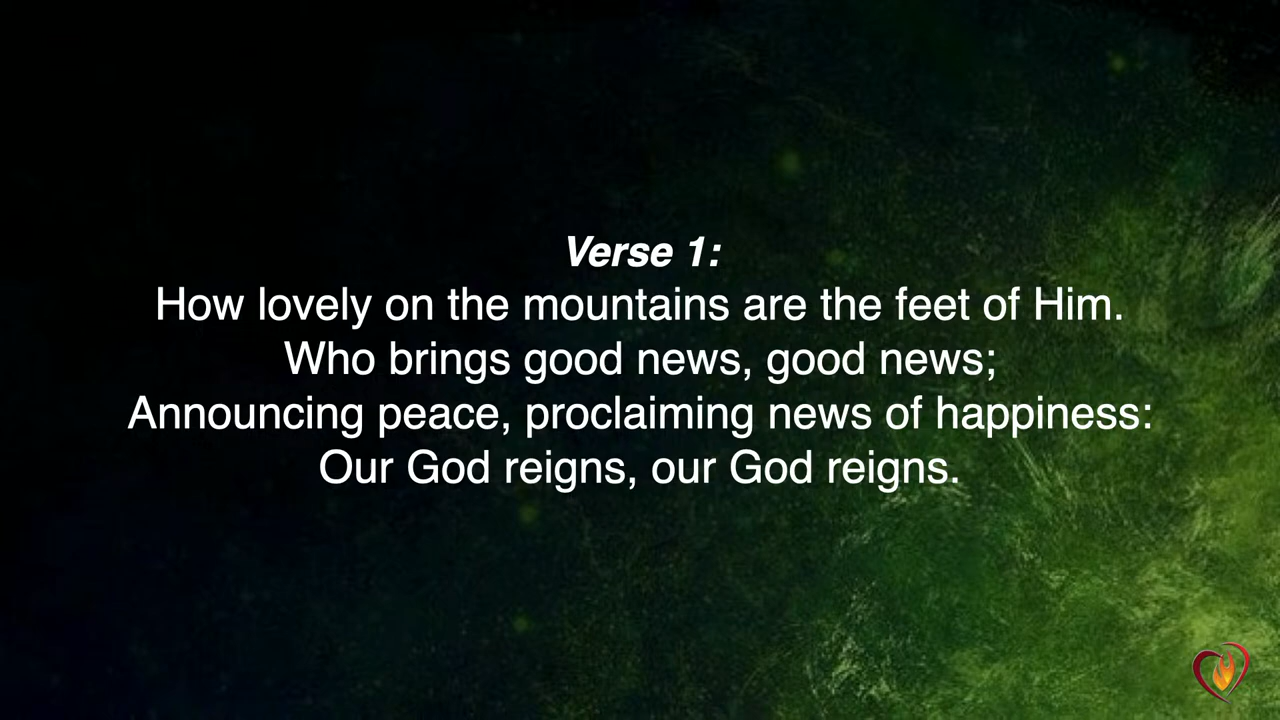 Verse 1:
How lovely on the mountains are the feet of Him.
Who brings good news, good news;
Announcing peace, proclaiming news of happiness:
Our God reigns, our God reigns.